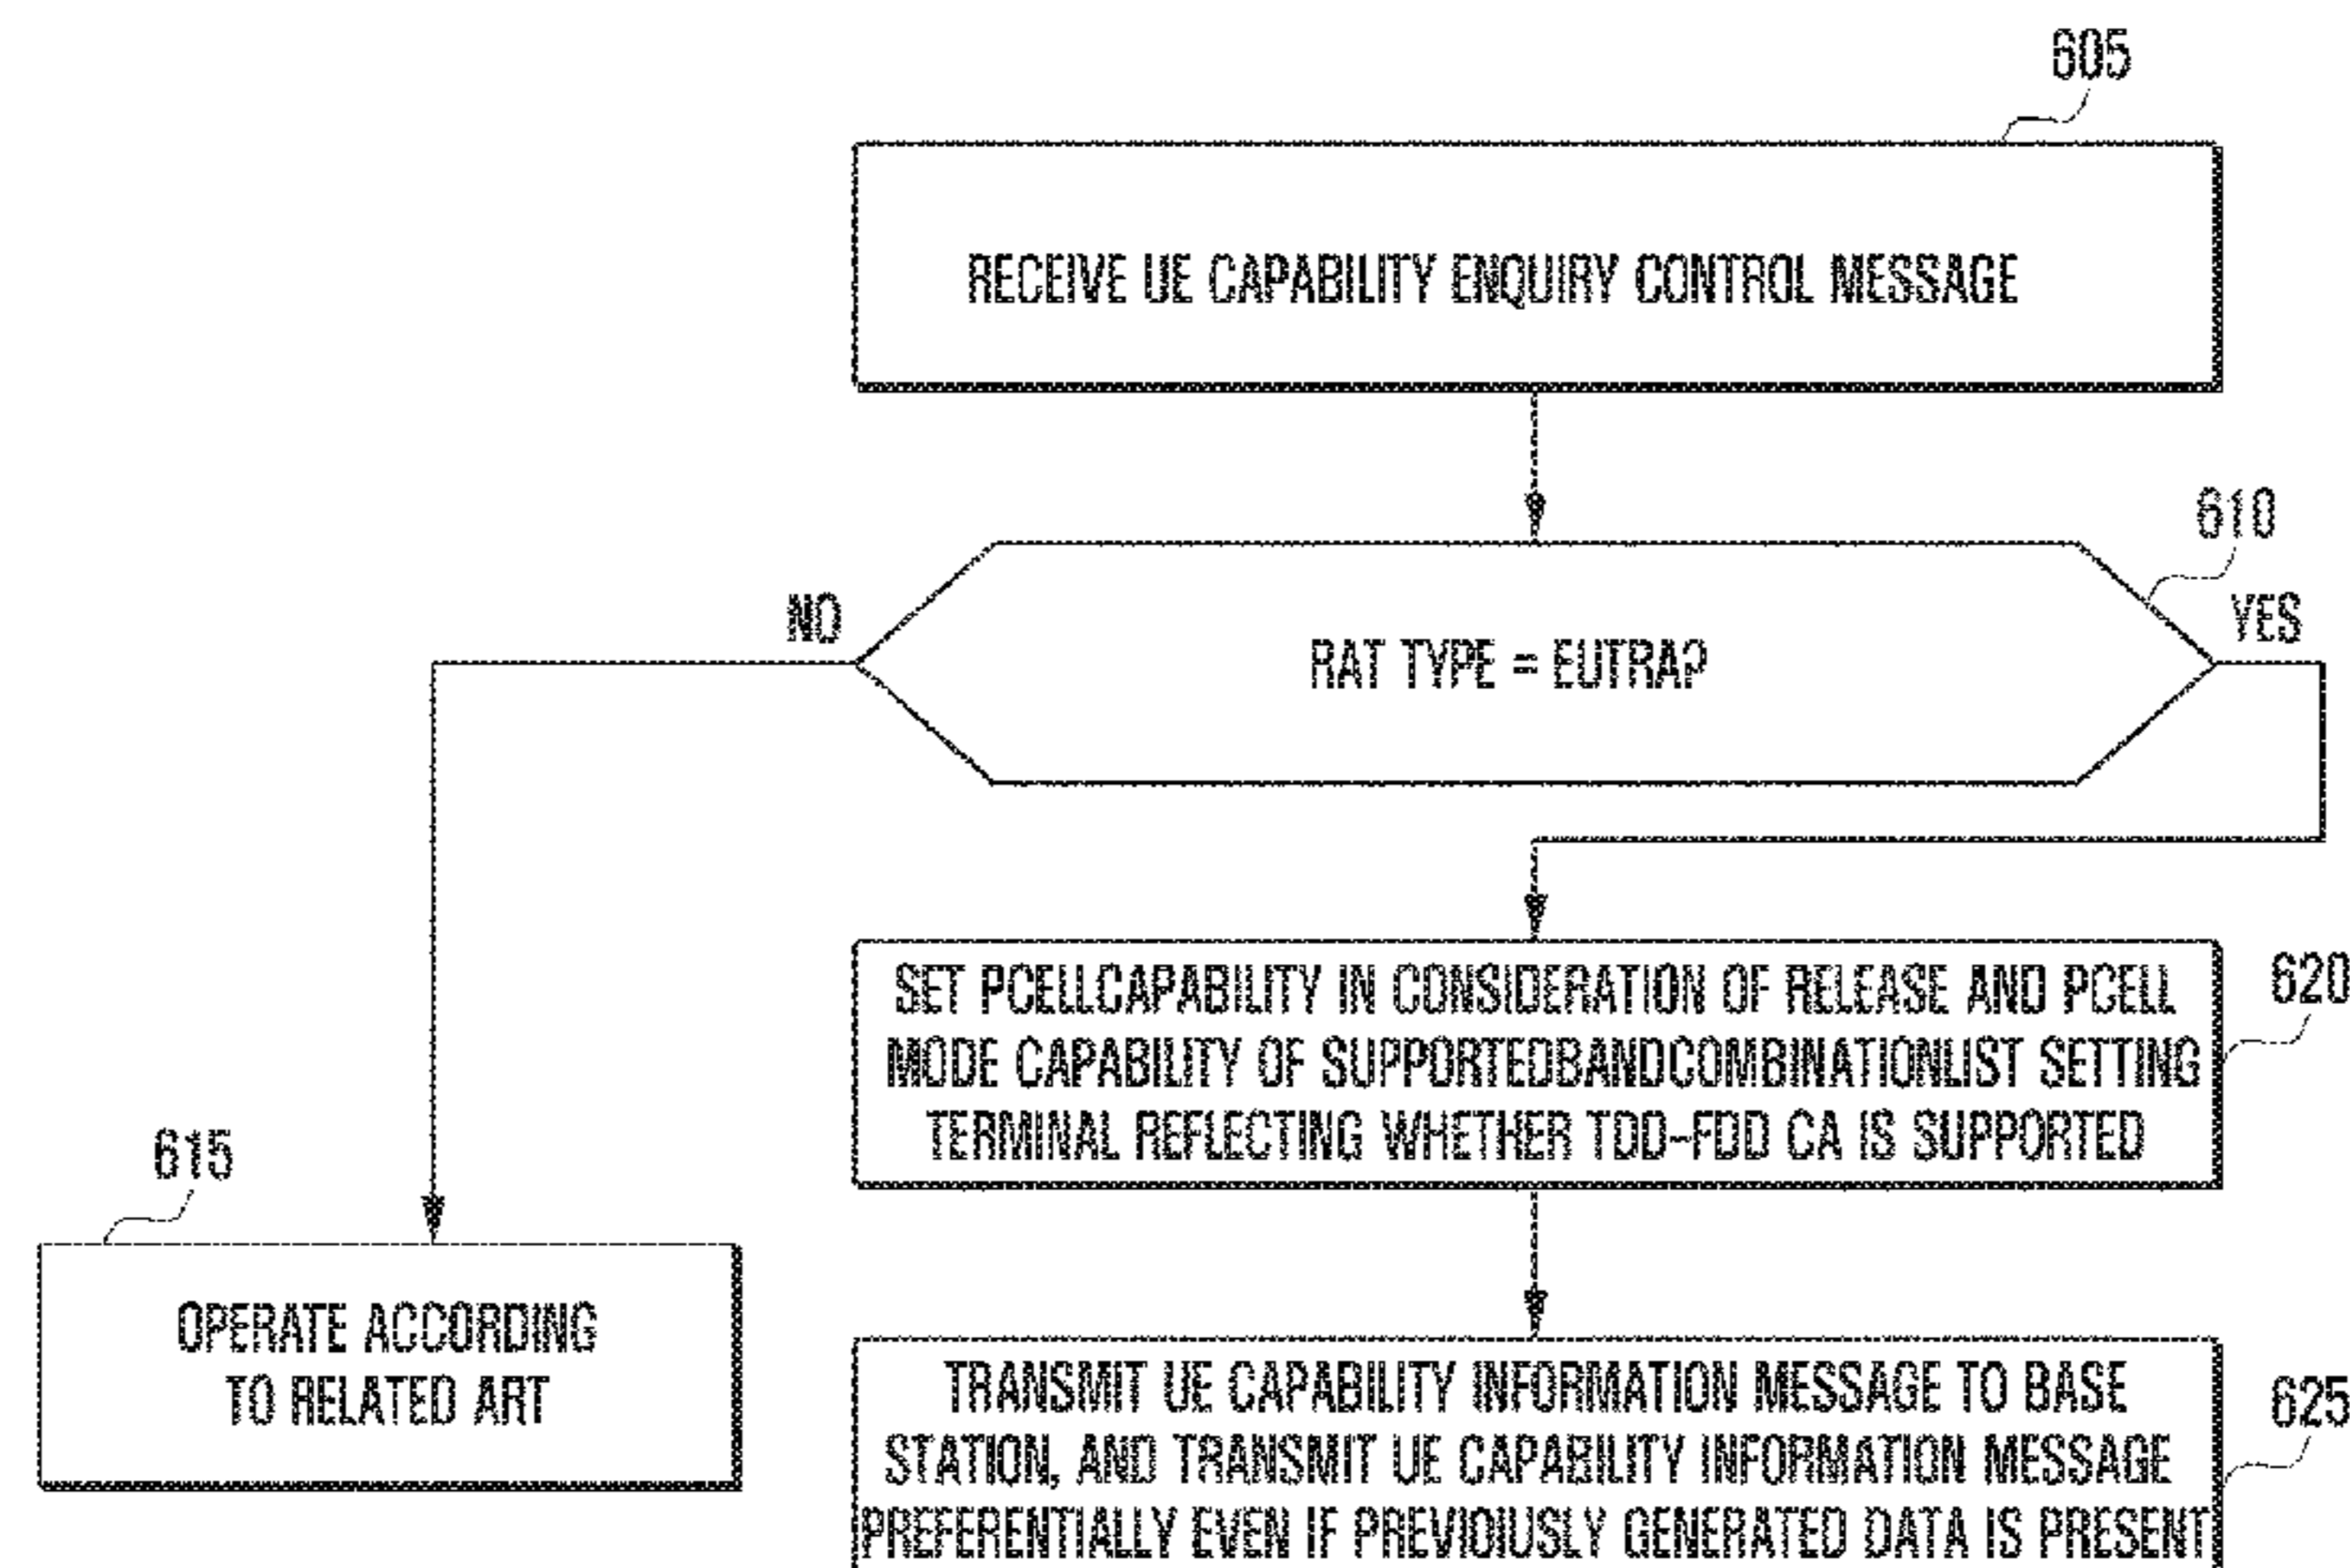 605
RECEIVE UE CAPABILITY ENQUIRY CONTROL MESSAGE
610
NO
YES
RAT TYPE = EUTRA?
SET PCELLCAPABILITY IN CONSIDERATION OF RELEASE AND PCELL
MODE CAPABILITY OF SUPPORTEDBANDCOMBINATIONLIST SETTING
TERMINAL REFLECTING WHETHER TDD-FDD CA IS SUPPORTED
620
615
OPERATE ACCORDING
TO RELATED ART
TRANSMIT UE CAPABILITY INFORMATION MESSAGE TO BASE
STATION, AND TRANSMIT UE CAPABILITY INFORMATION MESSAGE
PREFERENTIALLY EVEN IF PREVIOIUSLY GENERATED DATA IS PRESENT
625